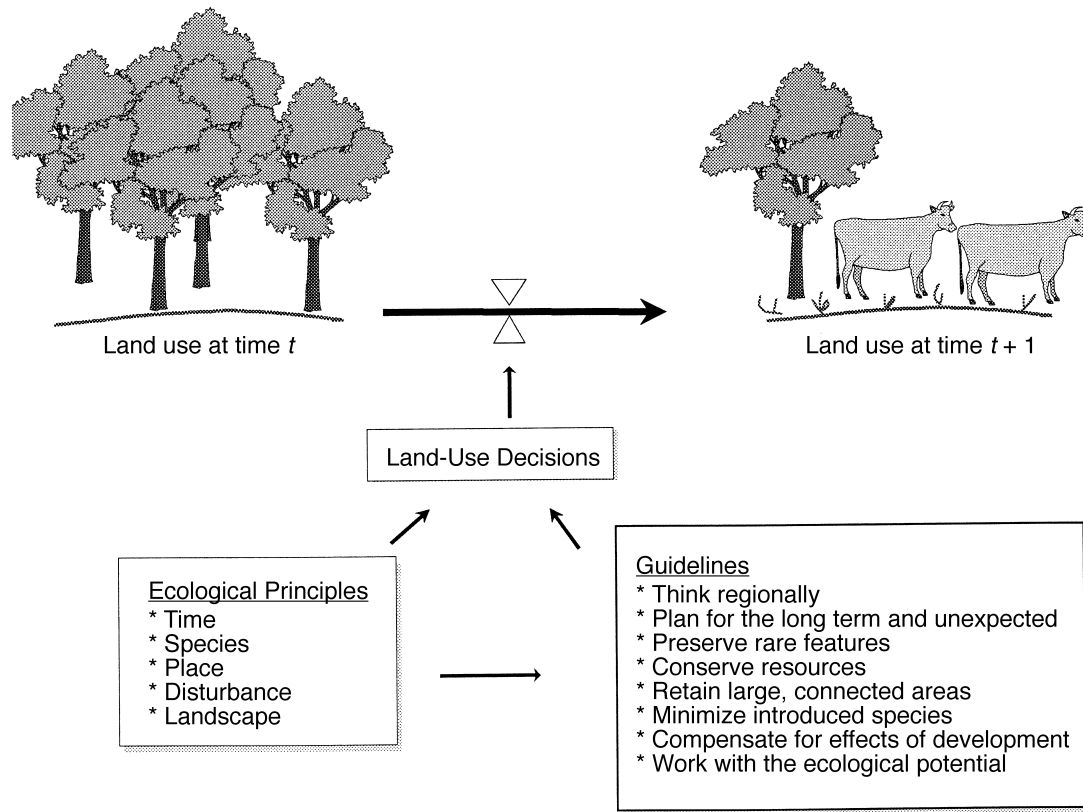 Land use at time t
Land use at time t + 1
Land-Use Decisions
Ecological Principles
* Time
* Species
* Place
* Disturbance
* Landscape
Guidelines
* Think regionally
* Plan for the long term and unexpected
* Preserve rare features
* Conserve resources
* Retain large, connected areas
* Minimize introduced species
* Compensate for effects of development
* Work with the ecological potential